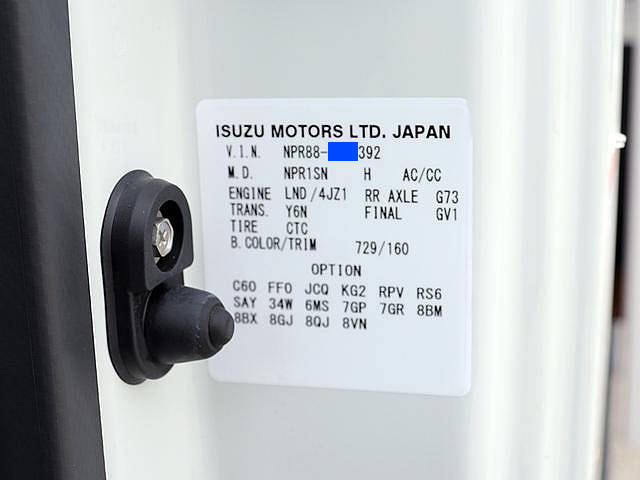 ISUZU MOTORS LTD. JAPAN
V.I.N. NPR88- 392
M.D. NPR1SN H AC/CC
ENGINE LND/4JZ1 RR AXLE G73
TRANS. Y6N FINAL GV1
TIRE CTC
B.COLOR/TRIM 729/160
OPTION
C60 FF0 JCQ KG2 RPV RS6
SAY 34W 6MS 7GP 7GR 8BM
8BX 8GJ 8QJ 8VN